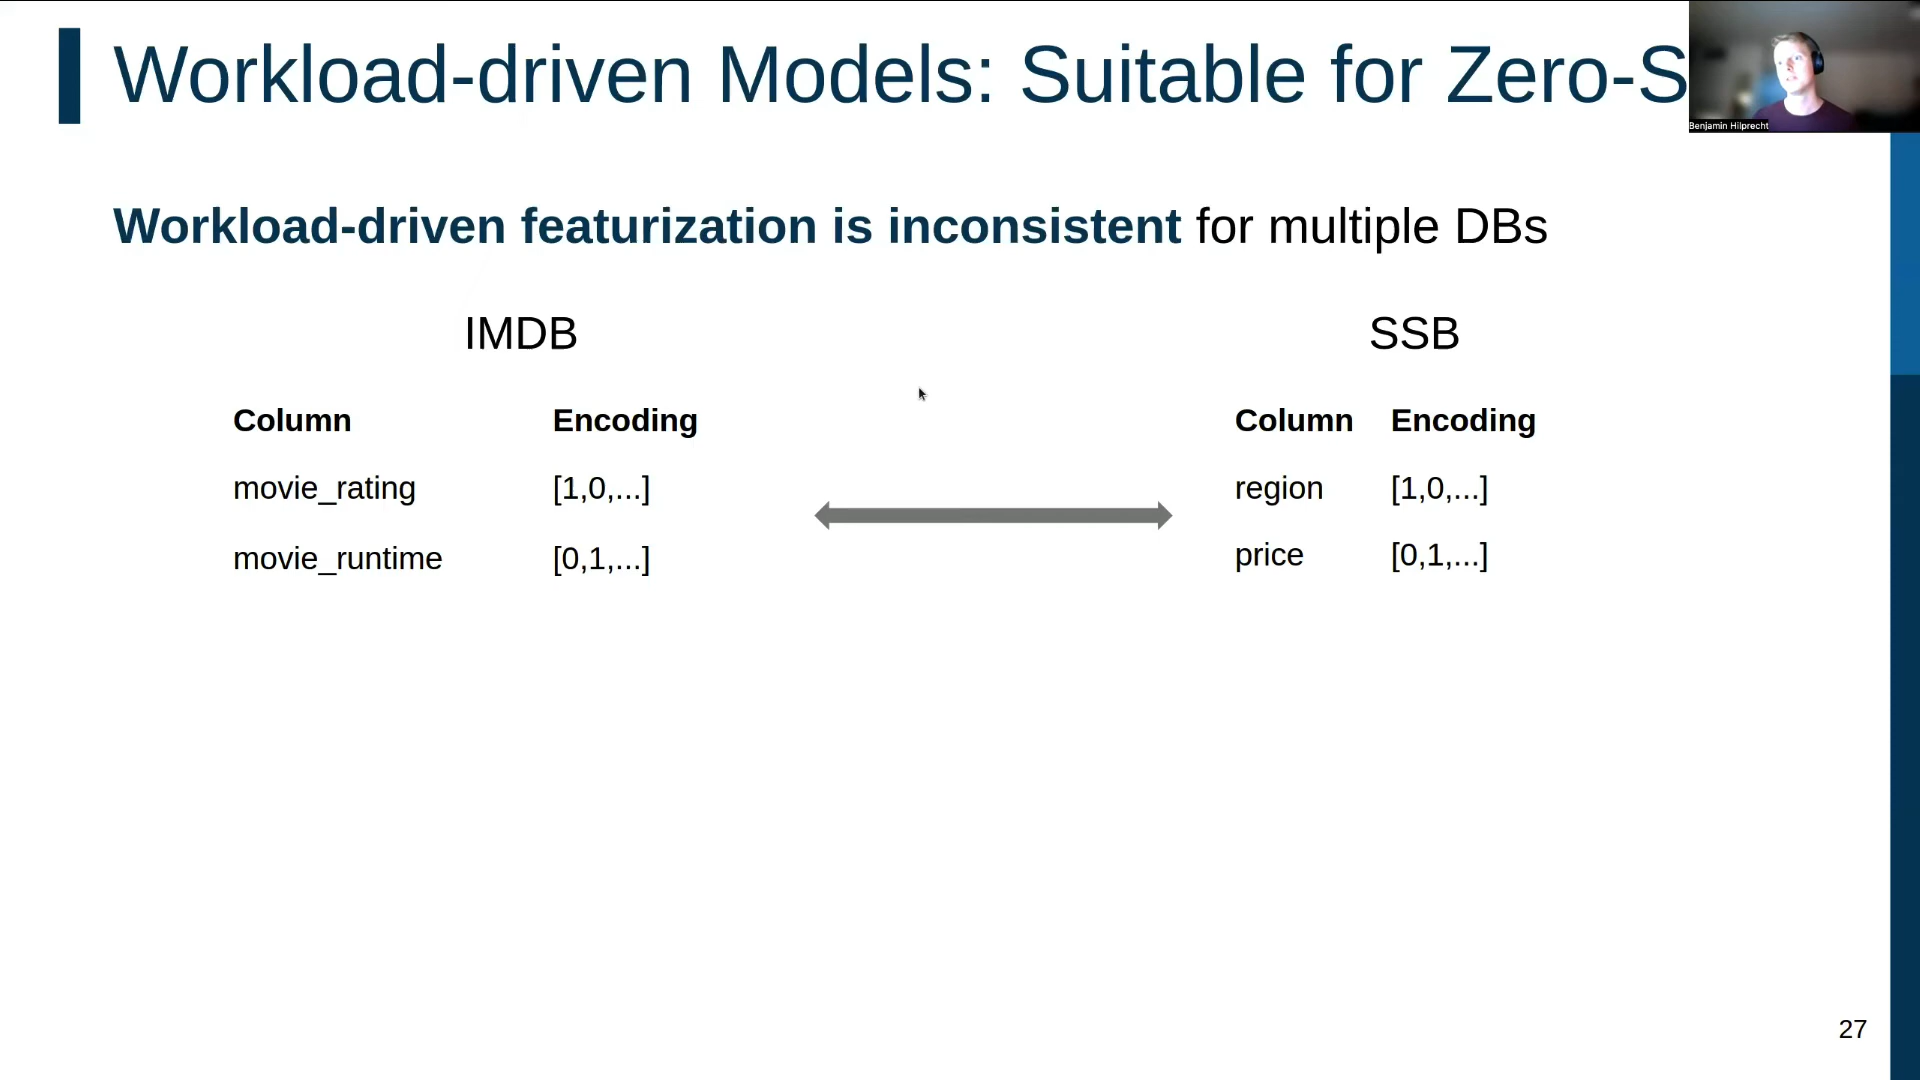 Workload-driven Models: Suitable for Zero-S
Benjamin Hilprecht
Workload-driven featurization is inconsistent for multiple DBs
IMDB
Column Encoding
movie_rating [1,0,...]
movie_runtime [0,1,...]
SSB
Column Encoding
region [1,0,...]
price [0,1,...]
27